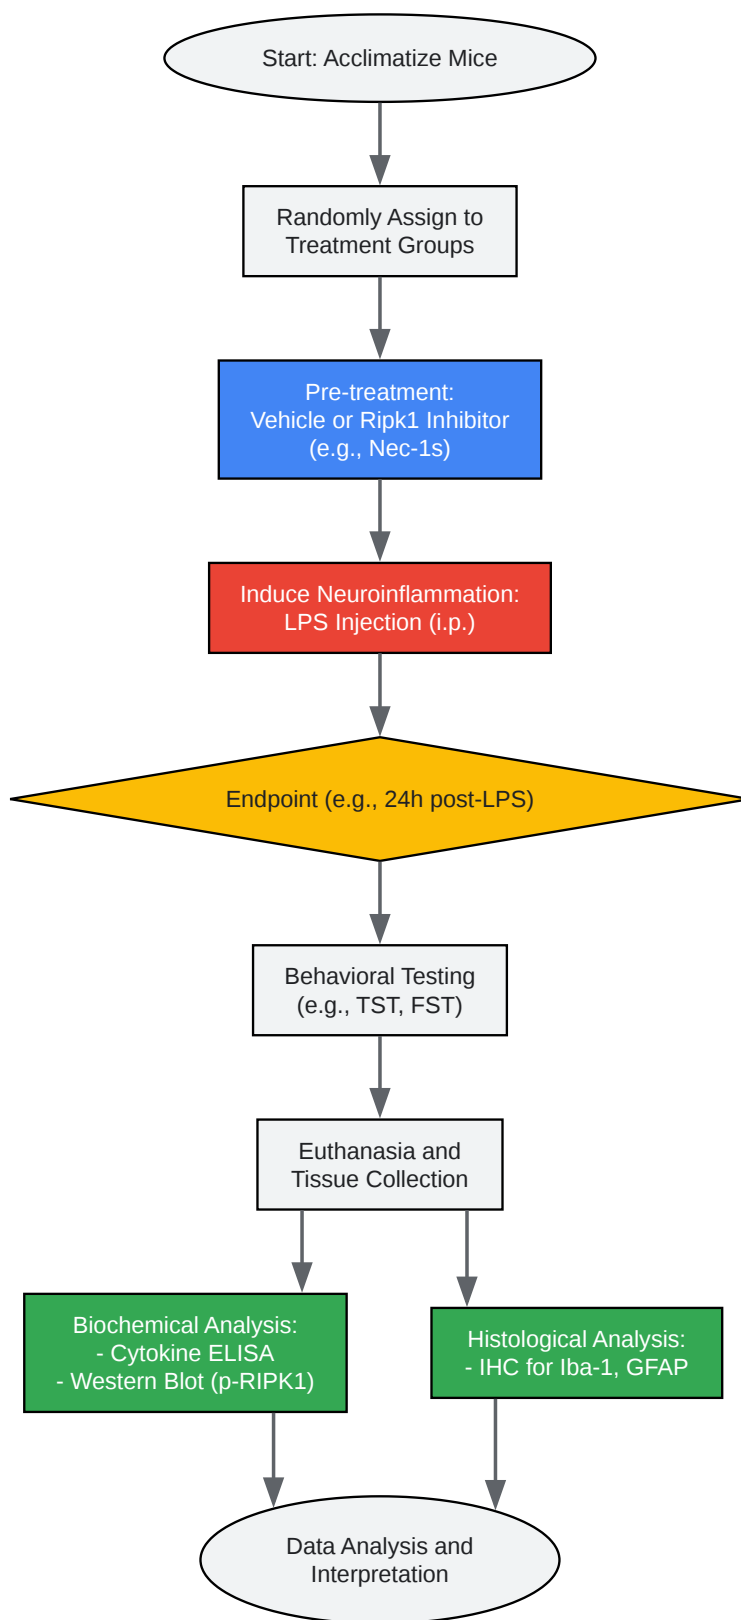 Start: Acclimatize Mice
Randomly Assign to
Treatment Groups
Pre-treatment:
Vehicle or Ripk1 Inhibitor
(e.g., Nec-1s)
Induce Neuroinflammation:
LPS Injection (i.p.)
Endpoint (e.g., 24h post-LPS)
Behavioral Testing
(e.g., TST, FST)
Euthanasia and
Tissue Collection
Biochemical Analysis:
- Cytokine ELISA
- Western Blot (p-RIPK1)
Histological Analysis:
- IHC for Iba-1, GFAP
Data Analysis and
Interpretation